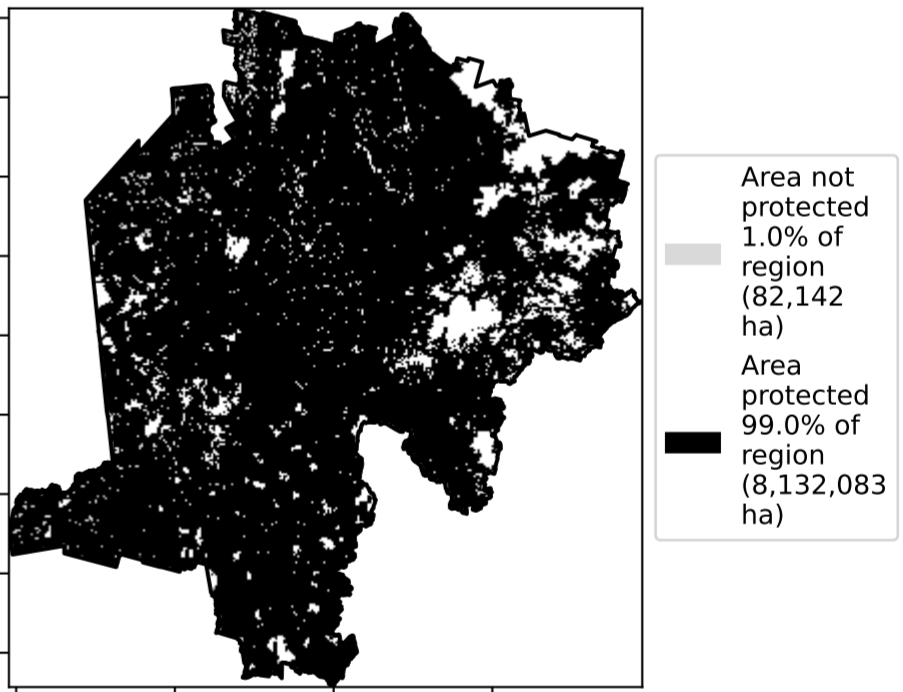 Area not
protected
1.0% of
region
(82,142
ha)
Area
protected
99.0% of
region
(8,132,083
ha)